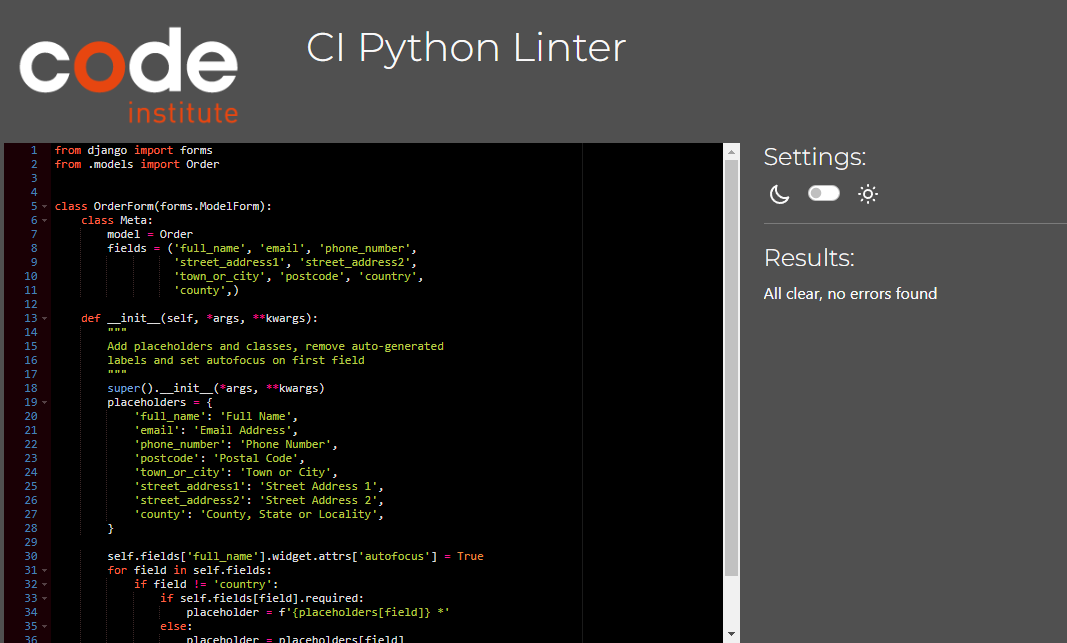 code
institute
CI Python Linter
1 from django import forms
2 from .models import Order
3
4
5 class OrderForm(forms.ModelForm):
6     class Meta:
7         model = Order
8         fields = ('full_name', 'email', 'phone_number',
9                   'street_address1', 'street_address2',
10                   'town_or_city', 'postcode', 'country',
11                   'county',)
12
13     def __init__(self, *args, **kwargs):
14         """
15         Add placeholders and classes, remove auto-generated
16         labels and set autofocus on first field
17         """
18         super().__init__(*args, **kwargs)
19         placeholders = {
20             'full_name': 'Full Name',
21             'email': 'Email Address',
22             'phone_number': 'Phone Number',
23             'postcode': 'Postal Code',
24             'town_or_city': 'Town or City',
25             'street_address1': 'Street Address 1',
26             'street_address2': 'Street Address 2',
27             'county': 'County, State or Locality',
28         }
29
30         self.fields['full_name'].widget.attrs['autofocus'] = True
31         for field in self.fields:
32             if field != 'country':
33                 if self.fields[field].required:
34                     placeholder = f'{placeholders[field]} *'
35                 else:
36                     placeholder = placeholders[field]
Settings:
Results:
All clear, no errors found